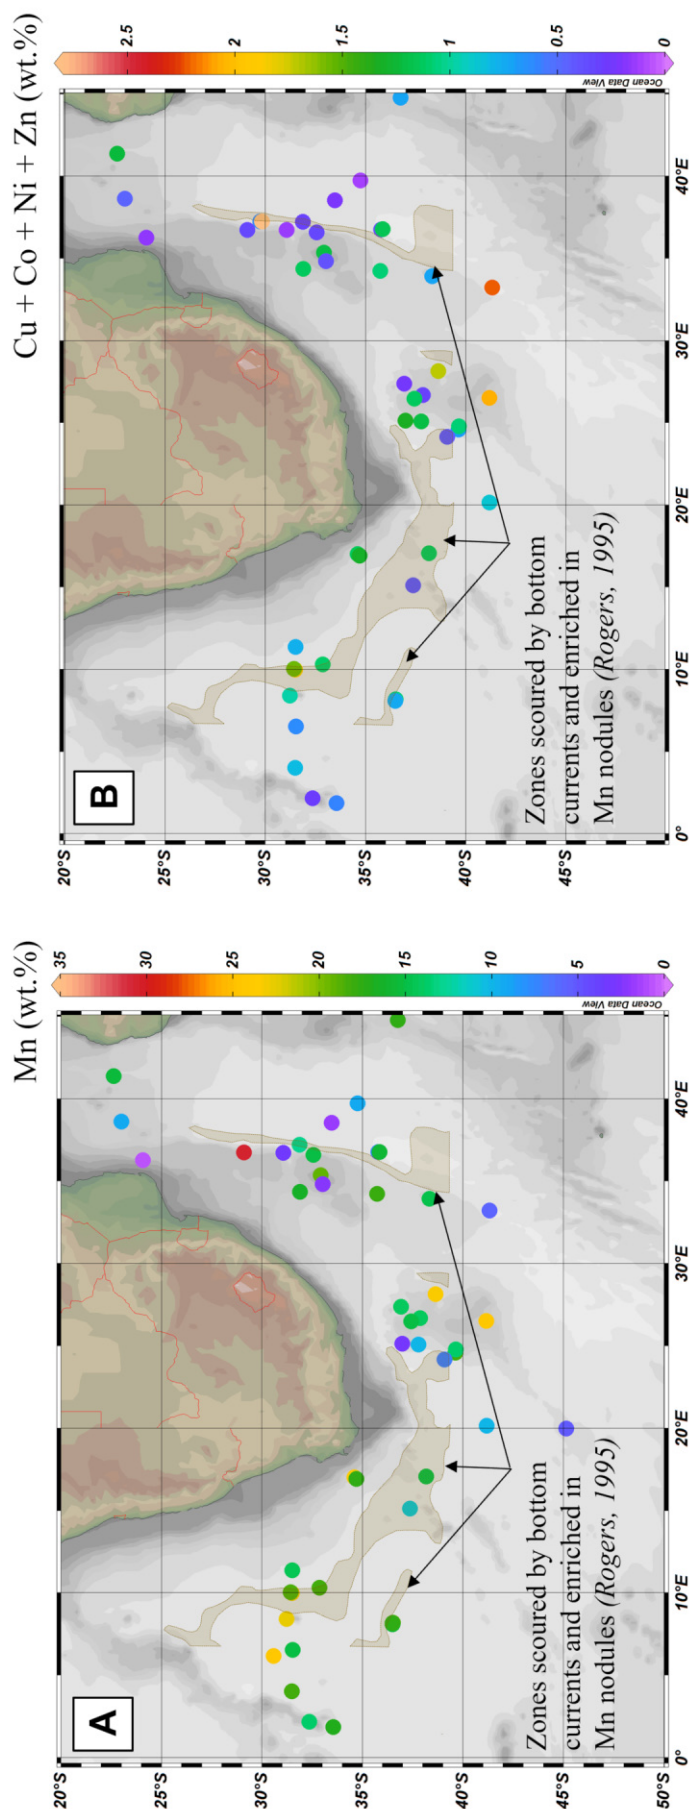 A
Mn (wt.%)
35
30
25
20
15
10
5
0
Ocean Data View
20°S
25°S
30°S
35°S
40°S
45°S
50°S
0°
10°E
20°E
30°E
40°E
Zones scoured by bottom
currents and enriched in
Mn nodules (Rogers, 1995)
B
Cu + Co + Ni + Zn (wt.%)
2.5
2
1.5
1
0.5
0
Ocean Data View
20°S
25°S
30°S
35°S
40°S
45°S
0°
10°E
20°E
30°E
40°E
Zones scoured by bottom
currents and enriched in
Mn nodules (Rogers, 1995)